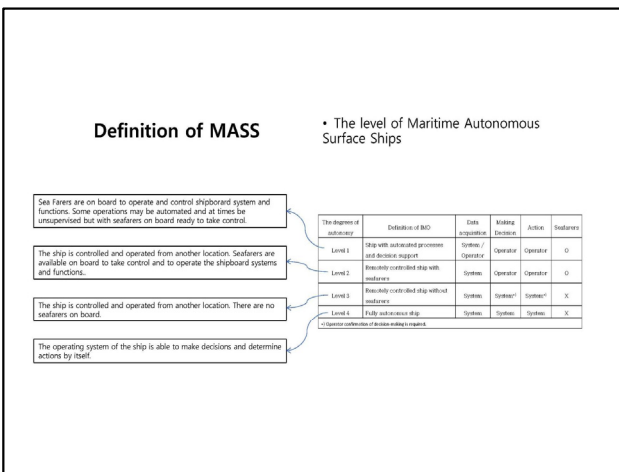 Definition of MASS
• The level of Maritime Autonomous
Surface Ships
Sea Farers are on board to operate and control shipborard system and
functions. Some operations may be automated and at times be
unsupervised but with seafarers on board ready to take control.
The ship is controlled and operated from another location. Seafarers are
available on board to take control and to operate the shipboard systems
and functions..
The ship is controlled and operated from another location. There are no
seafarers on board.
The operating system of the ship is able to make decisions and determine
actions by itself.
The degrees of
autonomy
Definition of IMO
Data
acquisition
Making
Decision
Action
Seafarers
Level 1
Ship with automated processes
and decision support
System /
Operator
Operator
Operator
O
Level 2
Remotely controlled ship with
seafarers
System
Operator
Operator
O
Level 3
Remotely controlled ship without
seafarers
System
System*)
System*)
X
Level 4
Fully autonomous ship
System
System
System
X
*) Operator confirmation of decision-making is required.